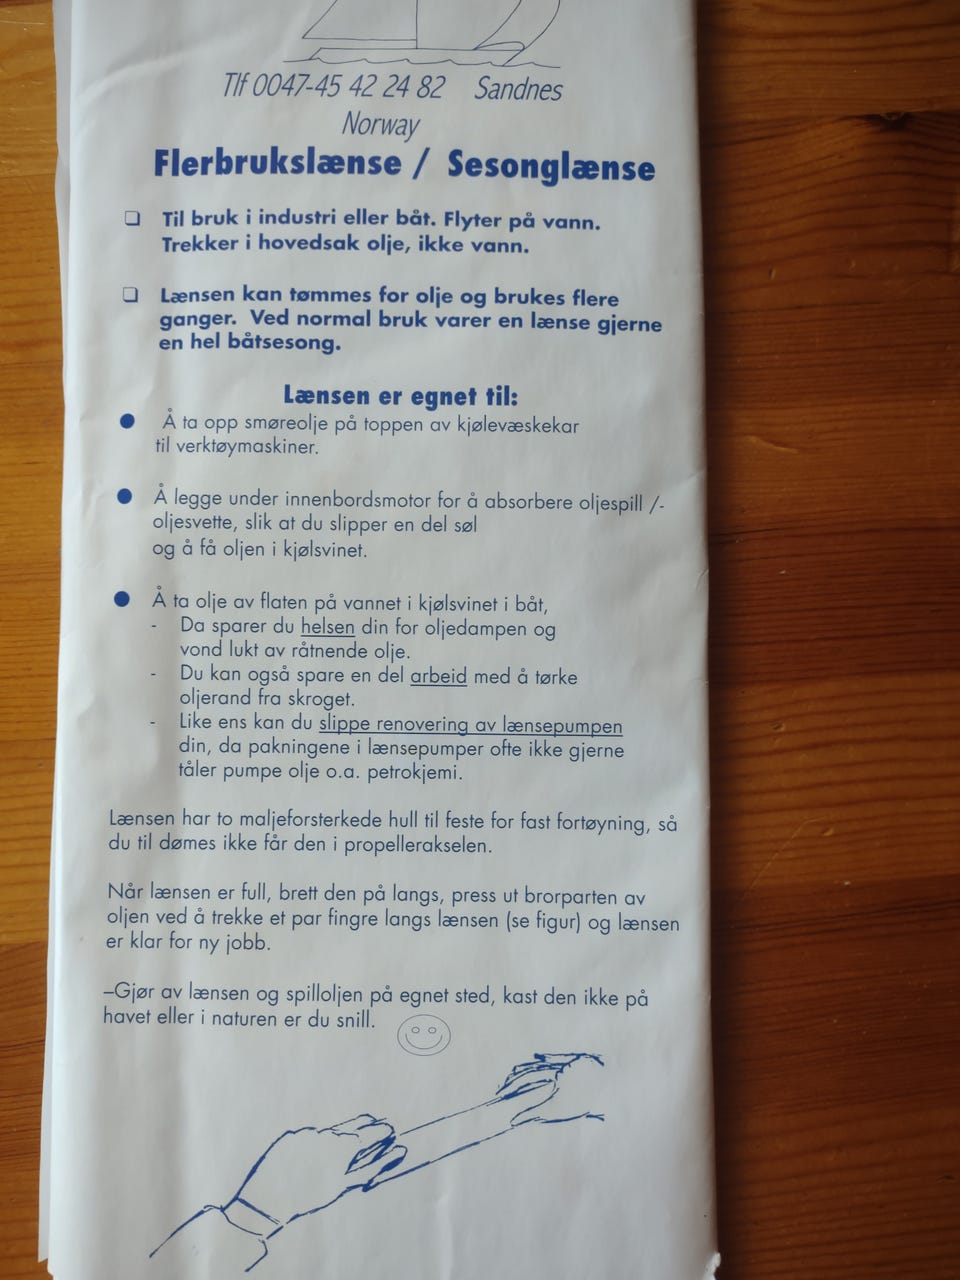 Tlf 0047-45 42 24 82 Sandnes
Norway
Flerbrukslænse / Sesonglænse
Til bruk i industri eller båt. Flyter på vann.
Trekker i hovedsak olje, ikke vann.
Lænsen kan tømmes for olje og brukes flere
ganger. Ved normal bruk varer en lænse gjerne
en hel båtsesong.
Lænsen er egnet til:
Å ta opp smøreolje på toppen av kjølevæskekar
til verktøymaskiner.
Å legge under innenbordsmotor for å absorbere oljespill /-
oljesvette, slik at du slipper en del søl
og å få oljen i kjølsvinet.
Å ta olje av flaten på vannet i kjølsvinet i båt,
- Da sparer du helsen din for oljedampen og
vond lukt av råtnende olje.
- Du kan også spare en del arbeid med å tørke
oljerand fra skroget.
- Like ens kan du slippe renovering av lænsepumpen
din, da pakningene i lænsepumper ofte ikke gjerne
tåler pumpe olje o.a. petrokjemi.
Lænsen har to maljeforsterkede hull til feste for fast fortøyning, så
du til dømes ikke får den i propellerakselen.
Når lænsen er full, brett den på langs, press ut brorparten av
oljen ved å trekke et par fingre langs lænsen (se figur) og lænsen
er klar for ny jobb.
–Gjør av lænsen og spilloljen på egnet sted, kast den ikke på
havet eller i naturen er du snill.